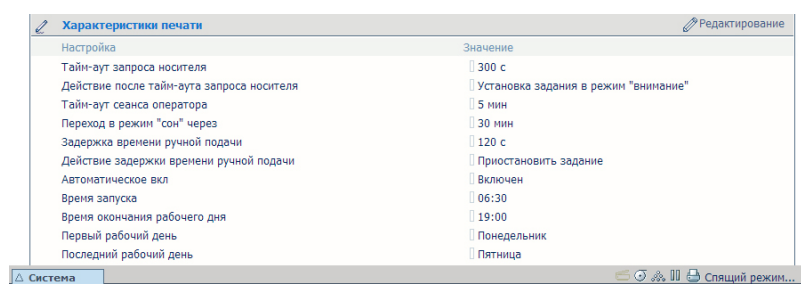 Характеристики печати Редактирование
Настройка Значение
Тайм-аут запроса носителя 300 с
Действие после тайм-аута запроса носителя Установка задания в режим "внимание"
Тайм-аут сеанса оператора 5 мин
Переход в режим "сон" через 30 мин
Задержка времени ручной подачи 120 с
Действие задержки времени ручной подачи Приостановить задание
Автоматическое вкл Включен
Время запуска 06:30
Время окончания рабочего дня 19:00
Первый рабочий день Понедельник
Последний рабочий день Пятница
Система Спящий режим...